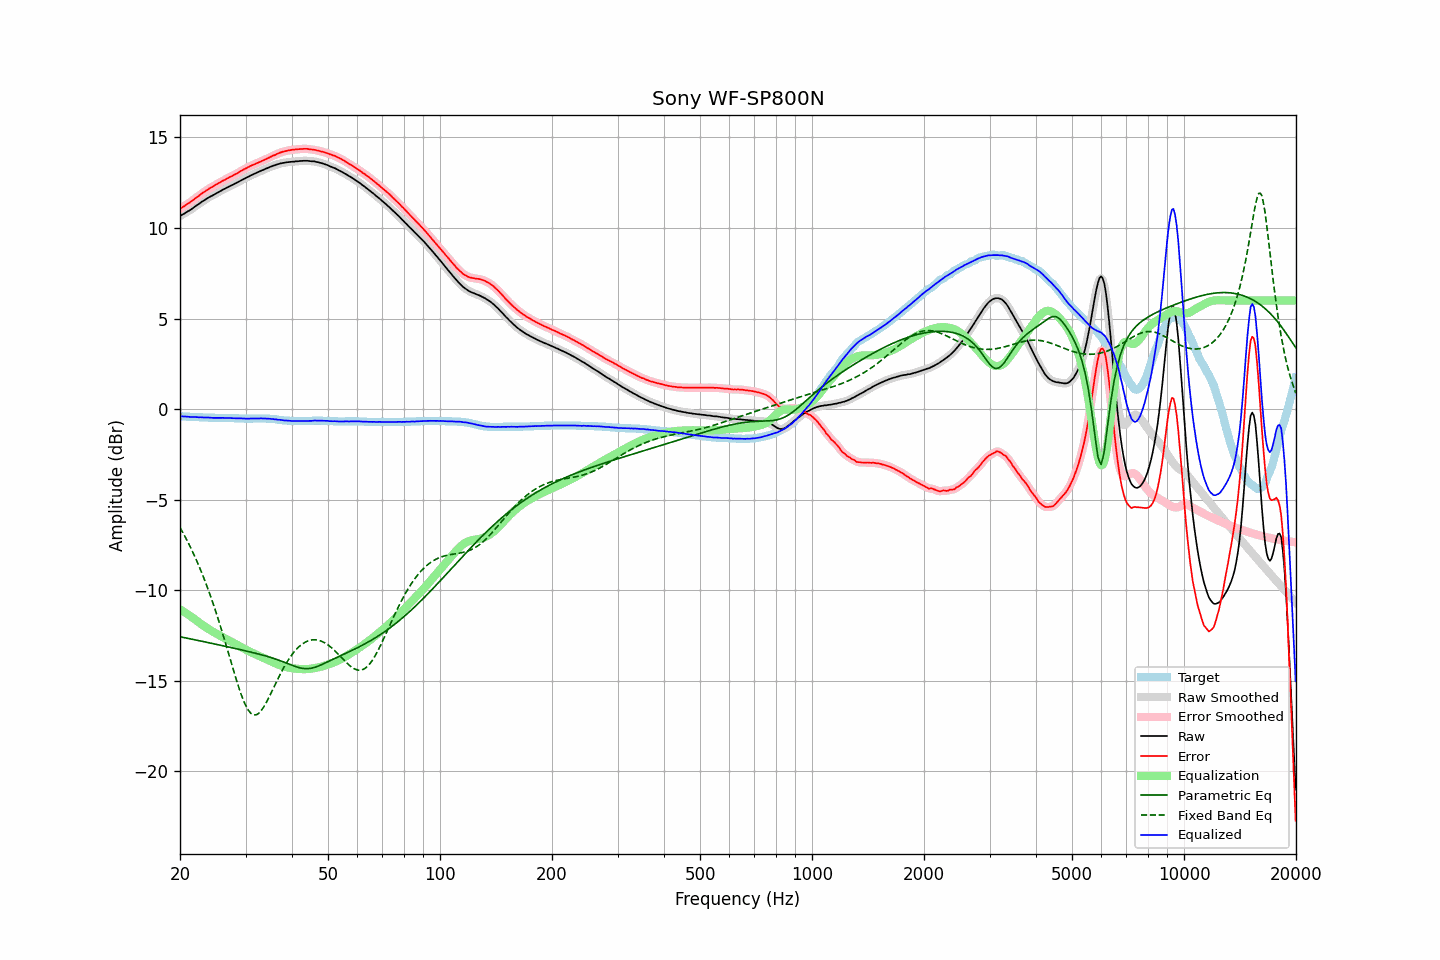 Sony WF-SP800N
Amplitude (dBr)
15
10
5
0
−5
−10
−15
−20
20
50
100
200
500
1000
2000
5000
10000
20000
Frequency (Hz)
Target
Raw Smoothed
Error Smoothed
Raw
Error
Equalization
Parametric Eq
Fixed Band Eq
Equalized